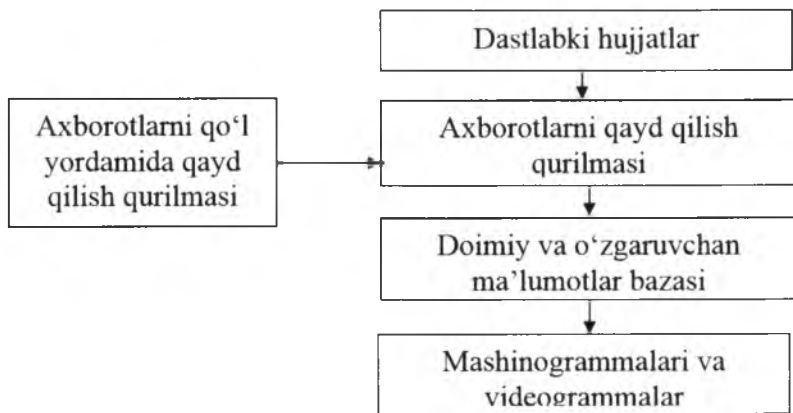 Dastlabki hujjatlar
Axborotlarni qo‘l
yordamida qayd
qilish qurilmasi
Axborotlarni qayd qilish
qurilmasi
Doimiy va o‘zgaruvchan
ma’lumotlar bazasi
Mashinogrammalari va
videogrammalar